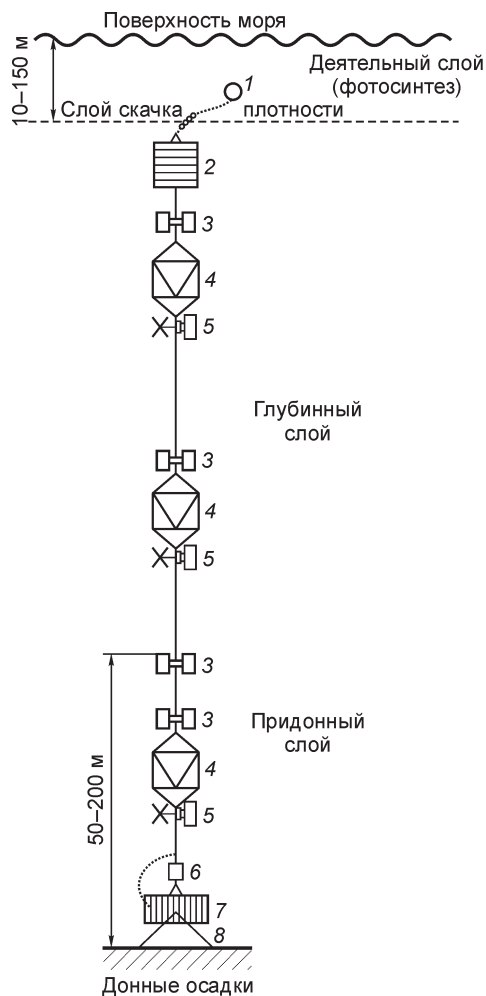 Поверхность моря
10–150 м
Деятельный слой
(фотосинтез)
1
Слой скачка плотности
2
3
4
5
Глубинный
слой
3
4
5
3
3
Придонный
слой
4
50–200 м
5
6
7
8
Донные осадки